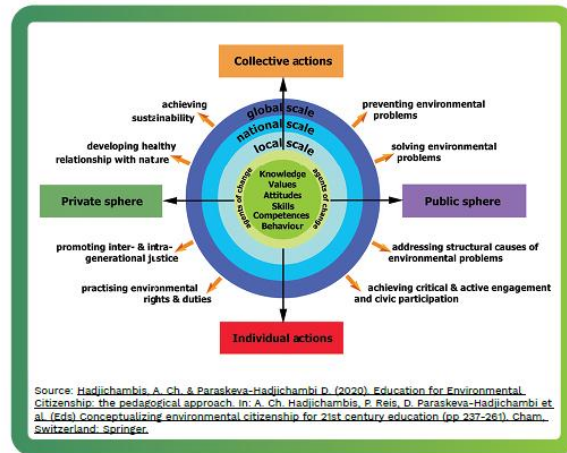 Collective actions
achieving
sustainability
global scale
preventing environmental
problems
national scale
developing healthy
relationship with nature
local scale
solving environmental
problems
agents of change
Knowledge
Values
Attitudes
Skills
Competences
Behaviour
agents of change
Private sphere
Public sphere
promoting inter- & intra-
generational justice
addressing structural causes of
environmental problems
practising environmental
rights & duties
achieving critical & active engagement
and civic participation
Individual actions
Source: Hadjichambis, A. Ch. & Paraskeva-Hadjichambi D. (2020). Education for Environmental
Citizenship: the pedagogical approach. In: A. Ch. Hadjichambis, P. Reis, D. Paraskeva-Hadjichambi et
al. (Eds) Conceptualizing environmental citizenship for 21st century education (pp 237-261). Cham,
Switzerland: Springer.